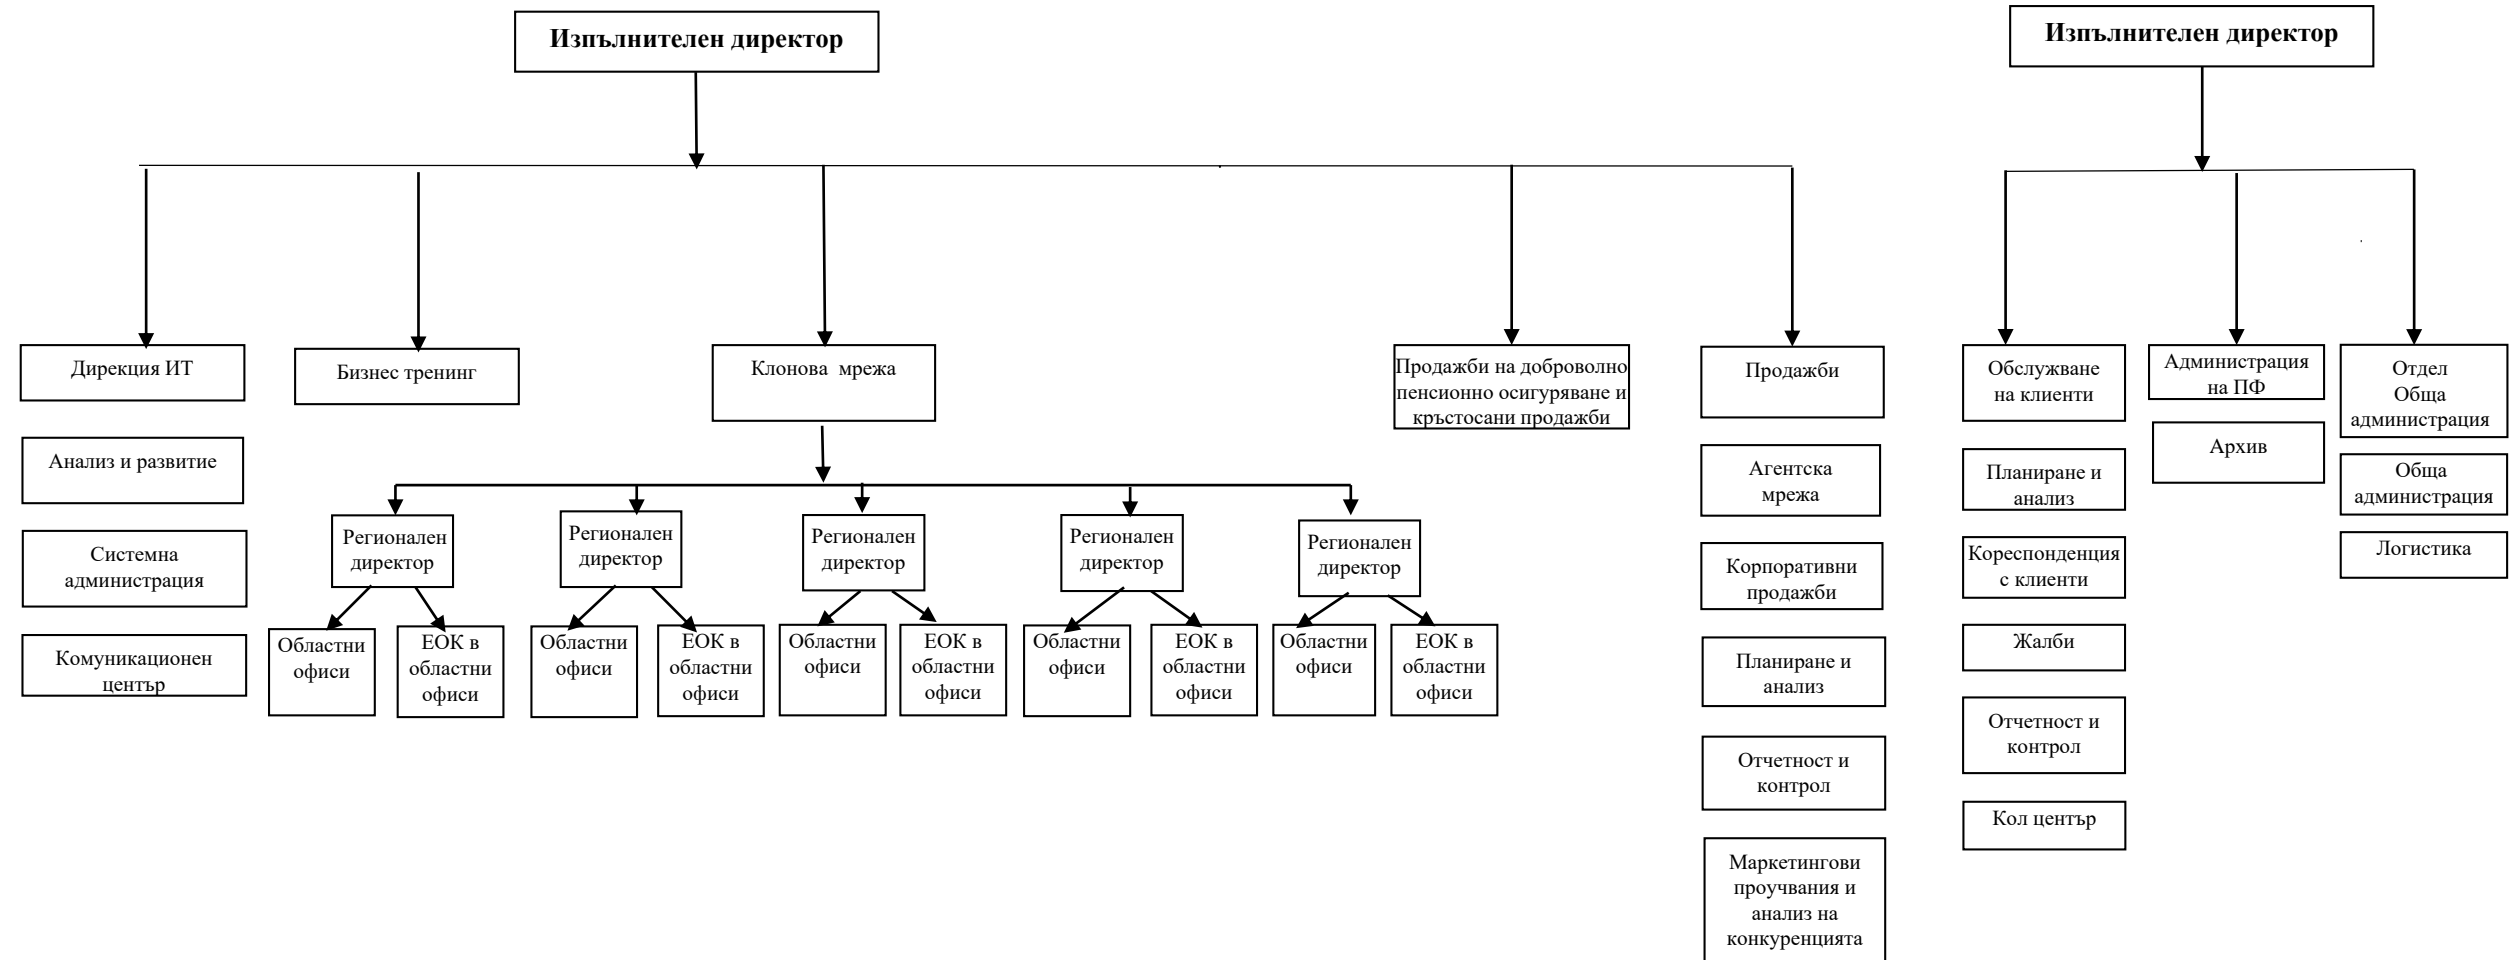 Изпълнителен директор
Изпълнителен директор
Дирекция ИТ
Бизнес тренинг
Клонова мрежа
Продажби на доброволно
пенсионно осигуряване и
кръстосани продажби
Продажби
Обслужване
на клиенти
Администрация
на ПФ
Отдел
Обща
администрация
Анализ и развитие
Системна
администрация
Комуникационен
център
Регионален
директор
Регионален
директор
Регионален
директор
Регионален
директор
Регионален
директор
Областни
офиси
ЕОК в
областни
офиси
Областни
офиси
ЕОК в
областни
офиси
Областни
офиси
ЕОК в
областни
офиси
Областни
офиси
ЕОК в
областни
офиси
Областни
офиси
ЕОК в
областни
офиси
Агентска
мрежа
Корпоративни
продажби
Планиране и
анализ
Отчетност и
контрол
Маркетингови
проучвания и
анализ на
конкуренцията
Планиране и
анализ
Кореспонденция
с клиенти
Жалби
Отчетност и
контрол
Кол център
Архив
Обща
администрация
Логистика